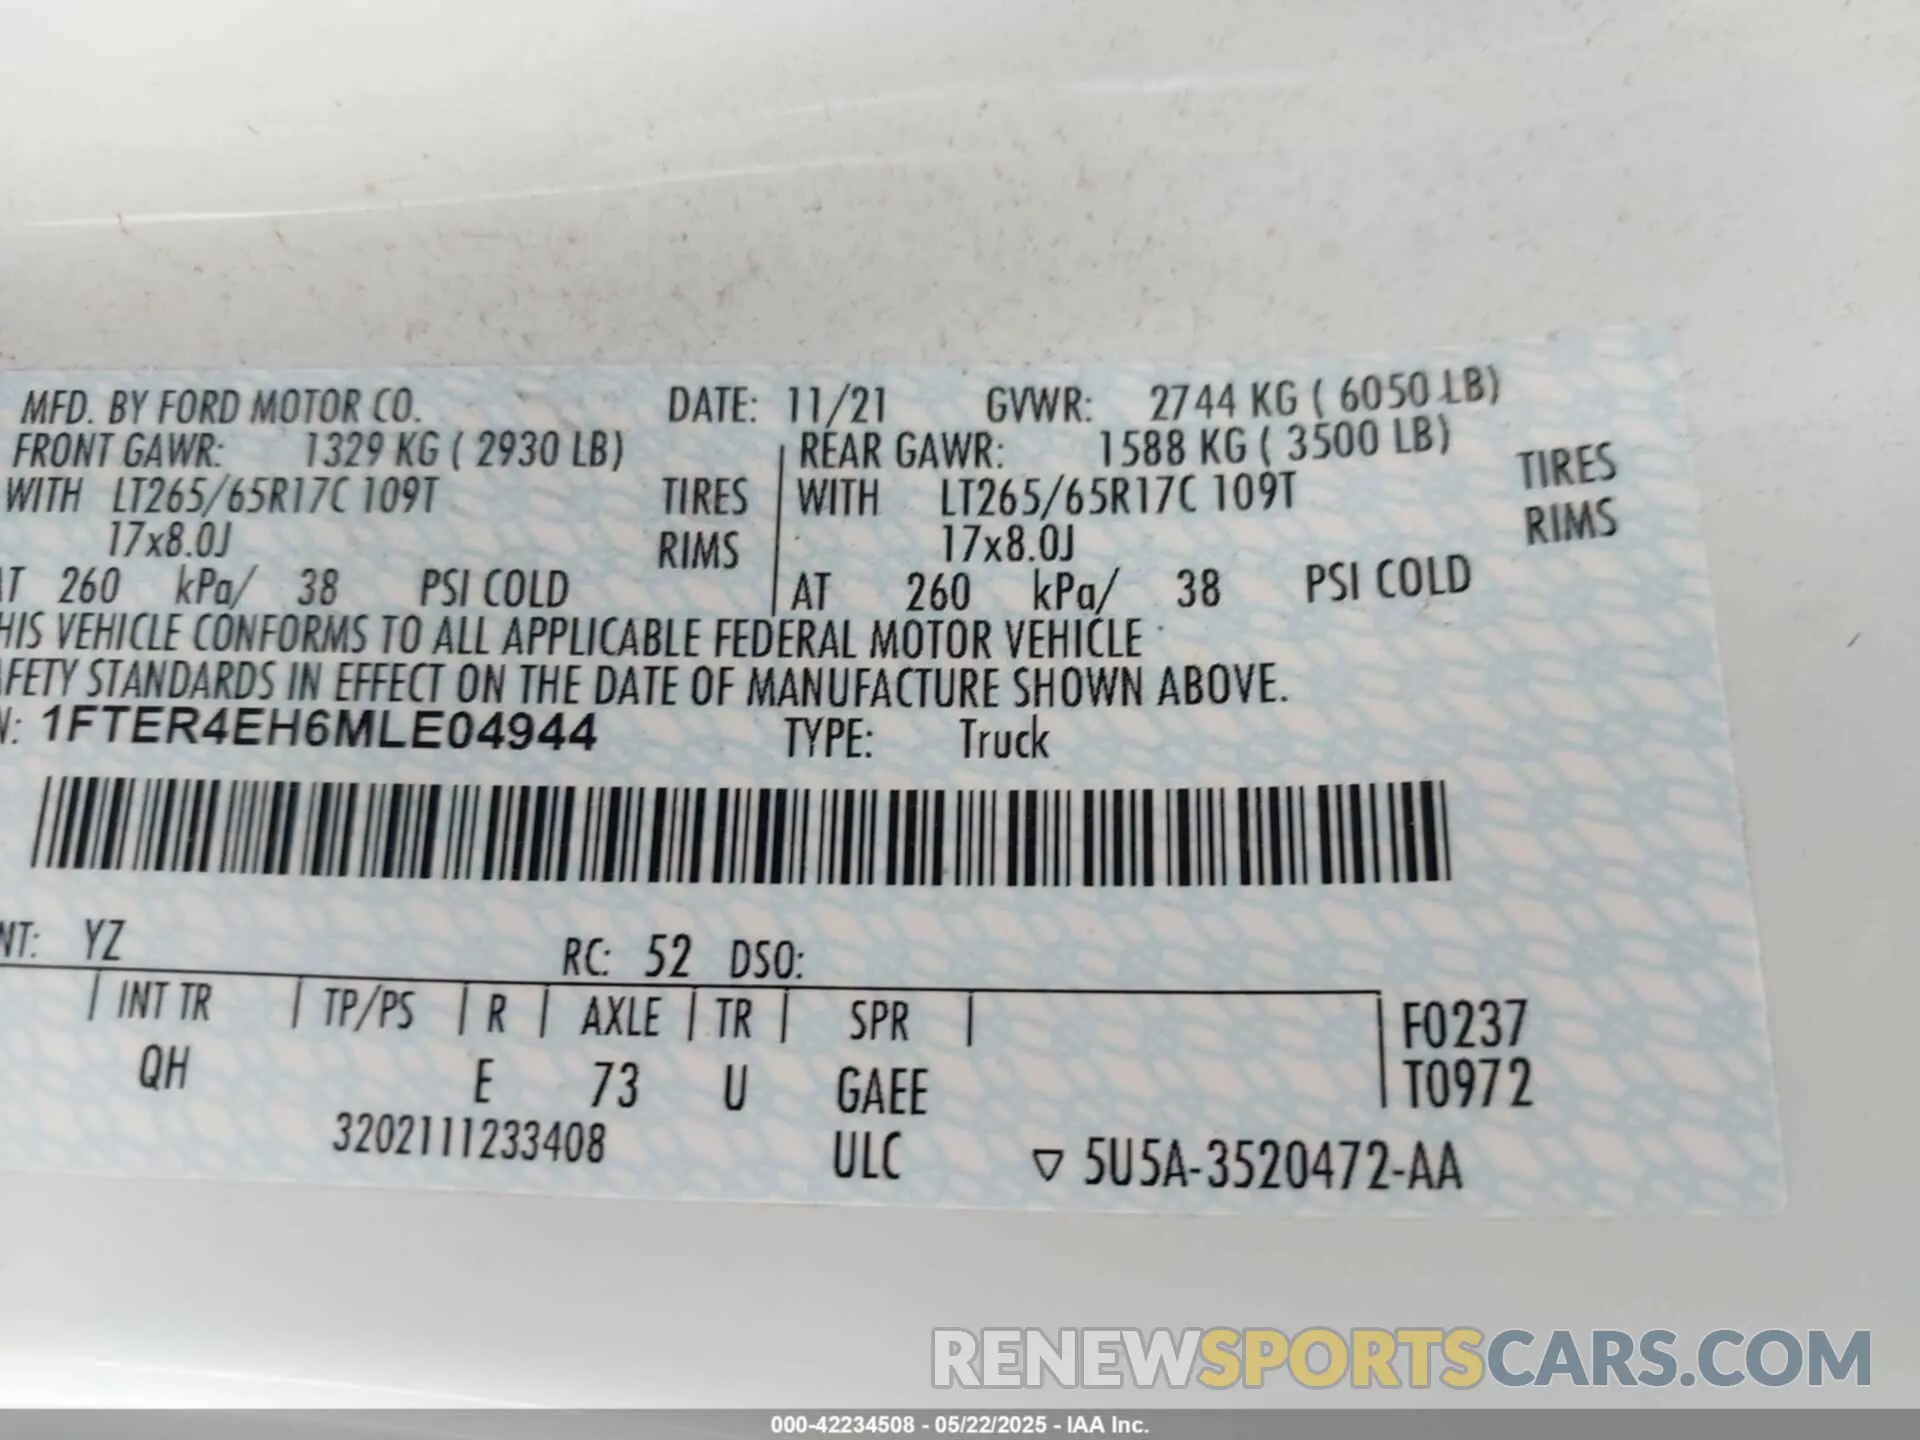 MFD. BY FORD MOTOR CO. DATE: 11/21 GVWR: 2744 KG ( 6050 LB)
FRONT GAWR: 1329 KG ( 2930 LB) REAR GAWR: 1588 KG ( 3500 LB)
WITH LT265/65R17C 109T TIRES WITH LT265/65R17C 109T TIRES
17x8.0J RIMS 17x8.0J RIMS
AT 260 kPa/ 38 PSI COLD AT 260 kPa/ 38 PSI COLD
HIS VEHICLE CONFORMS TO ALL APPLICABLE FEDERAL MOTOR VEHICLE
AFETY STANDARDS IN EFFECT ON THE DATE OF MANUFACTURE SHOWN ABOVE.
N: 1FTER4EH6MLE04944 TYPE: Truck
NT: YZ RC: 52 DSO:
INT TR TP/PS R AXLE TR SPR F0237
QH E 73 U GAEE T0972
3202111233408 ULC 5U5A-3520472-AA
RENEWSPORTSCARS.COM
000-42234508 - 05/22/2025 - IAA Inc.